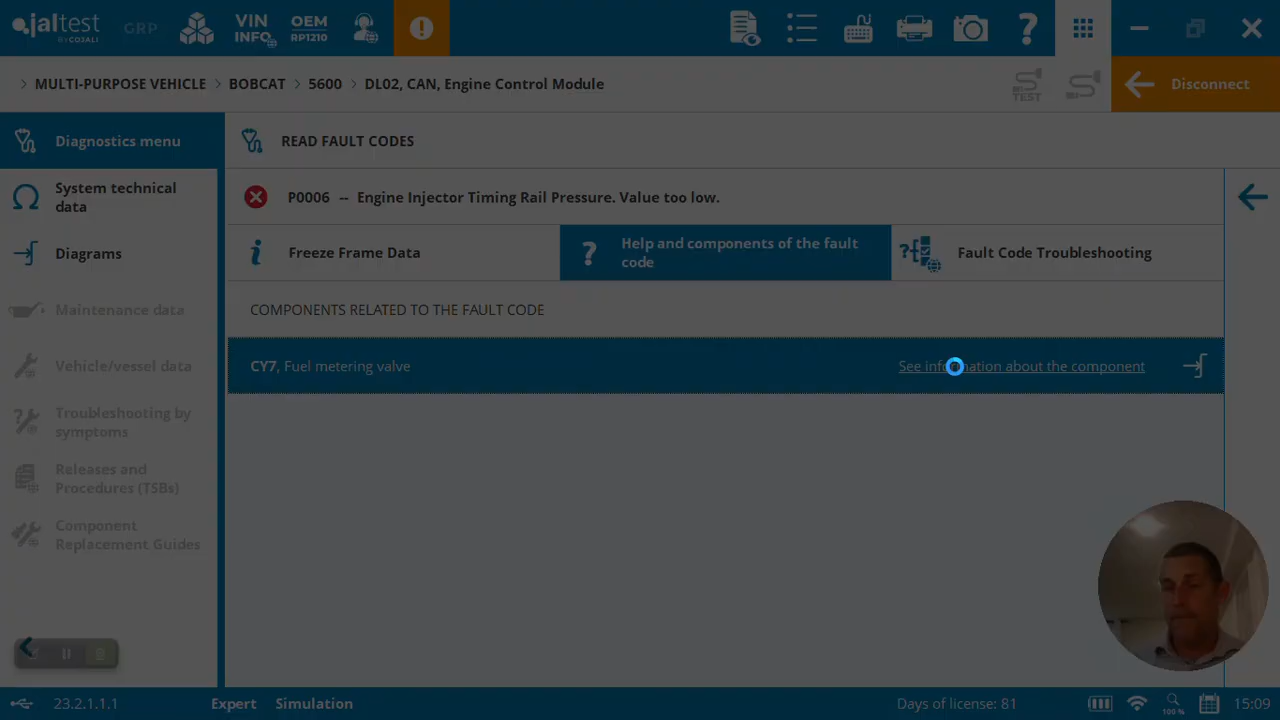 jaltest
BY COJALI
GRP
VIN
INFO
OEM
RP1210
MULTI-PURPOSE VEHICLE > BOBCAT > 5600 > DL02, CAN, Engine Control Module
TEST
Disconnect
Diagnostics menu
System technical
data
Diagrams
Maintenance data
Vehicle/vessel data
Troubleshooting by
symptoms
Releases and
Procedures (TSBs)
Component
Replacement Guides
READ FAULT CODES
P0006 -- Engine Injector Timing Rail Pressure. Value too low.
Freeze Frame Data
Help and components of the fault
code
Fault Code Troubleshooting
COMPONENTS RELATED TO THE FAULT CODE
CY7, Fuel metering valve
See information about the component
23.2.1.1.1
Expert
Simulation
Days of license: 81
100 %
15:09